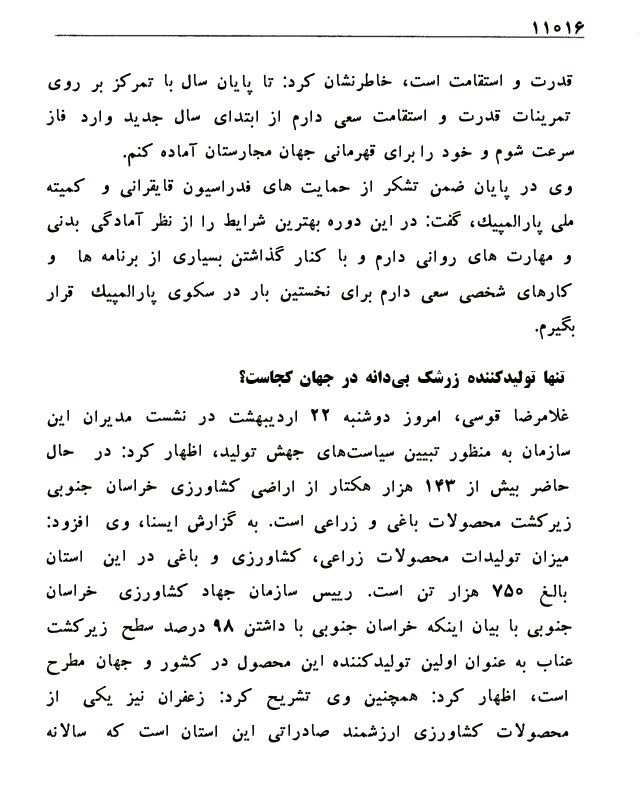 ۱۱۰۱۶
قدرت و استقامت است، خاطرنشان کرد: تا پایان سال با تمرکز بر روی
تمرینات قدرت و استقامت سعی دارم از ابتدای سال جدید وارد فاز
سرعت شوم و خود را برای قهرمانی جهان مجارستان آماده کنم.
وی در پایان ضمن تشکر از حمایت های فدراسیون قایقرانی و کمیته
ملی پارالمپیك، گفت: در این دوره بهترین شرایط را از نظر آمادگی بدنی
و مهارت های روانی دارم و با کنار گذاشتن بسیاری از برنامه ها و
کارهای شخصی سعی دارم برای نخستین بار در سکوی پارالمپیك قرار
بگیرم.
تنها تولیدکننده زرشک بی‌دانه در جهان کجاست؟
غلامرضا قوسی، امروز دوشنبه ۲۲ اردیبهشت در نشست مدیران این
سازمان به منظور تبیین سیاست‌های جهش تولید، اظهار کرد: در حال
حاضر بیش از ۱۴۳ هزار هکتار از اراضی کشاورزی خراسان جنوبی
زیرکشت محصولات باغی و زراعی است. به گزارش ایسنا، وی افزود:
میزان تولیدات محصولات زراعی، کشاورزی و باغی در این استان
بالغ ۷۵۰ هزار تن است. رییس سازمان جهاد کشاورزی خراسان
جنوبی با بیان اینکه خراسان جنوبی با داشتن ۹۸ درصد سطح زیرکشت
عناب به عنوان اولین تولیدکننده این محصول در کشور و جهان مطرح
است، اظهار کرد: همچنین وی تشریح کرد: زعفران نیز یکی از
محصولات کشاورزی ارزشمند صادراتی این استان است که سالانه